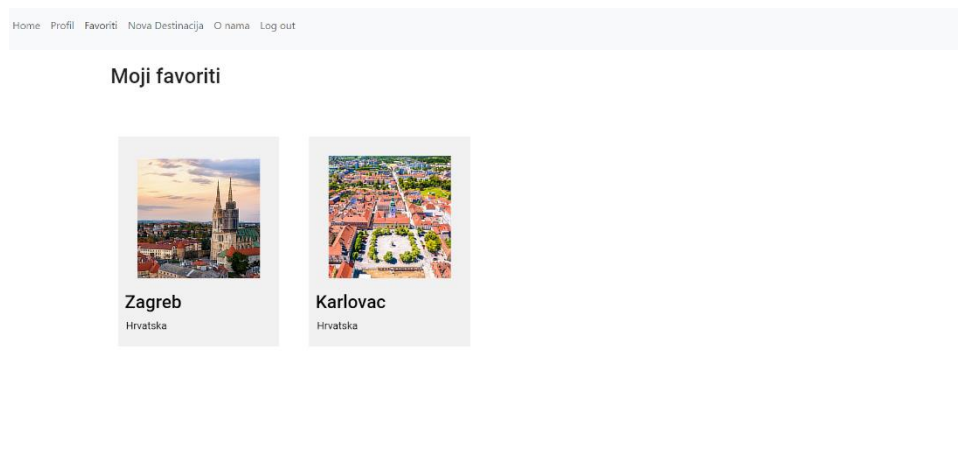 Home Profil Favoriti Nova Destinacija O nama Log out
Moji favoriti
Zagreb
Hrvatska
Karlovac
Hrvatska